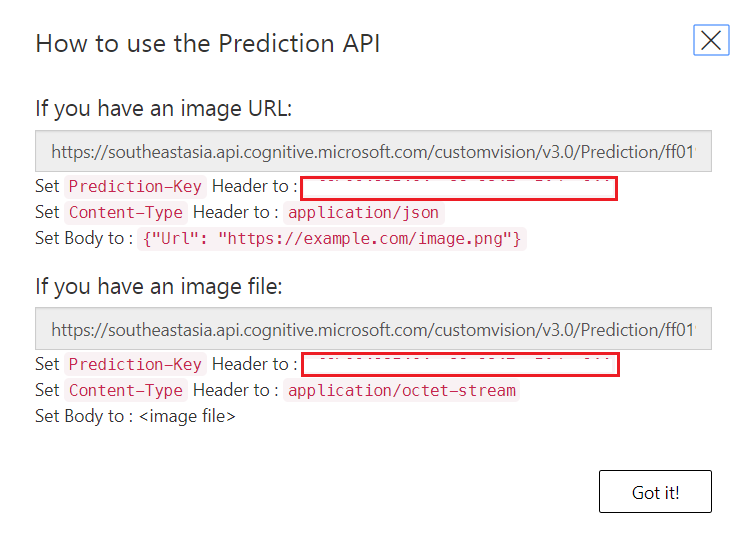 How to use the Prediction API
If you have an image URL:
https://southeastasia.api.cognitive.microsoft.com/customvision/v3.0/Prediction/ff01
Set Prediction-Key Header to :
Set Content-Type Header to : application/json
Set Body to : {"Url": "https://example.com/image.png"}
If you have an image file:
https://southeastasia.api.cognitive.microsoft.com/customvision/v3.0/Prediction/ff01
Set Prediction-Key Header to :
Set Content-Type Header to : application/octet-stream
Set Body to : <image file>
Got it!